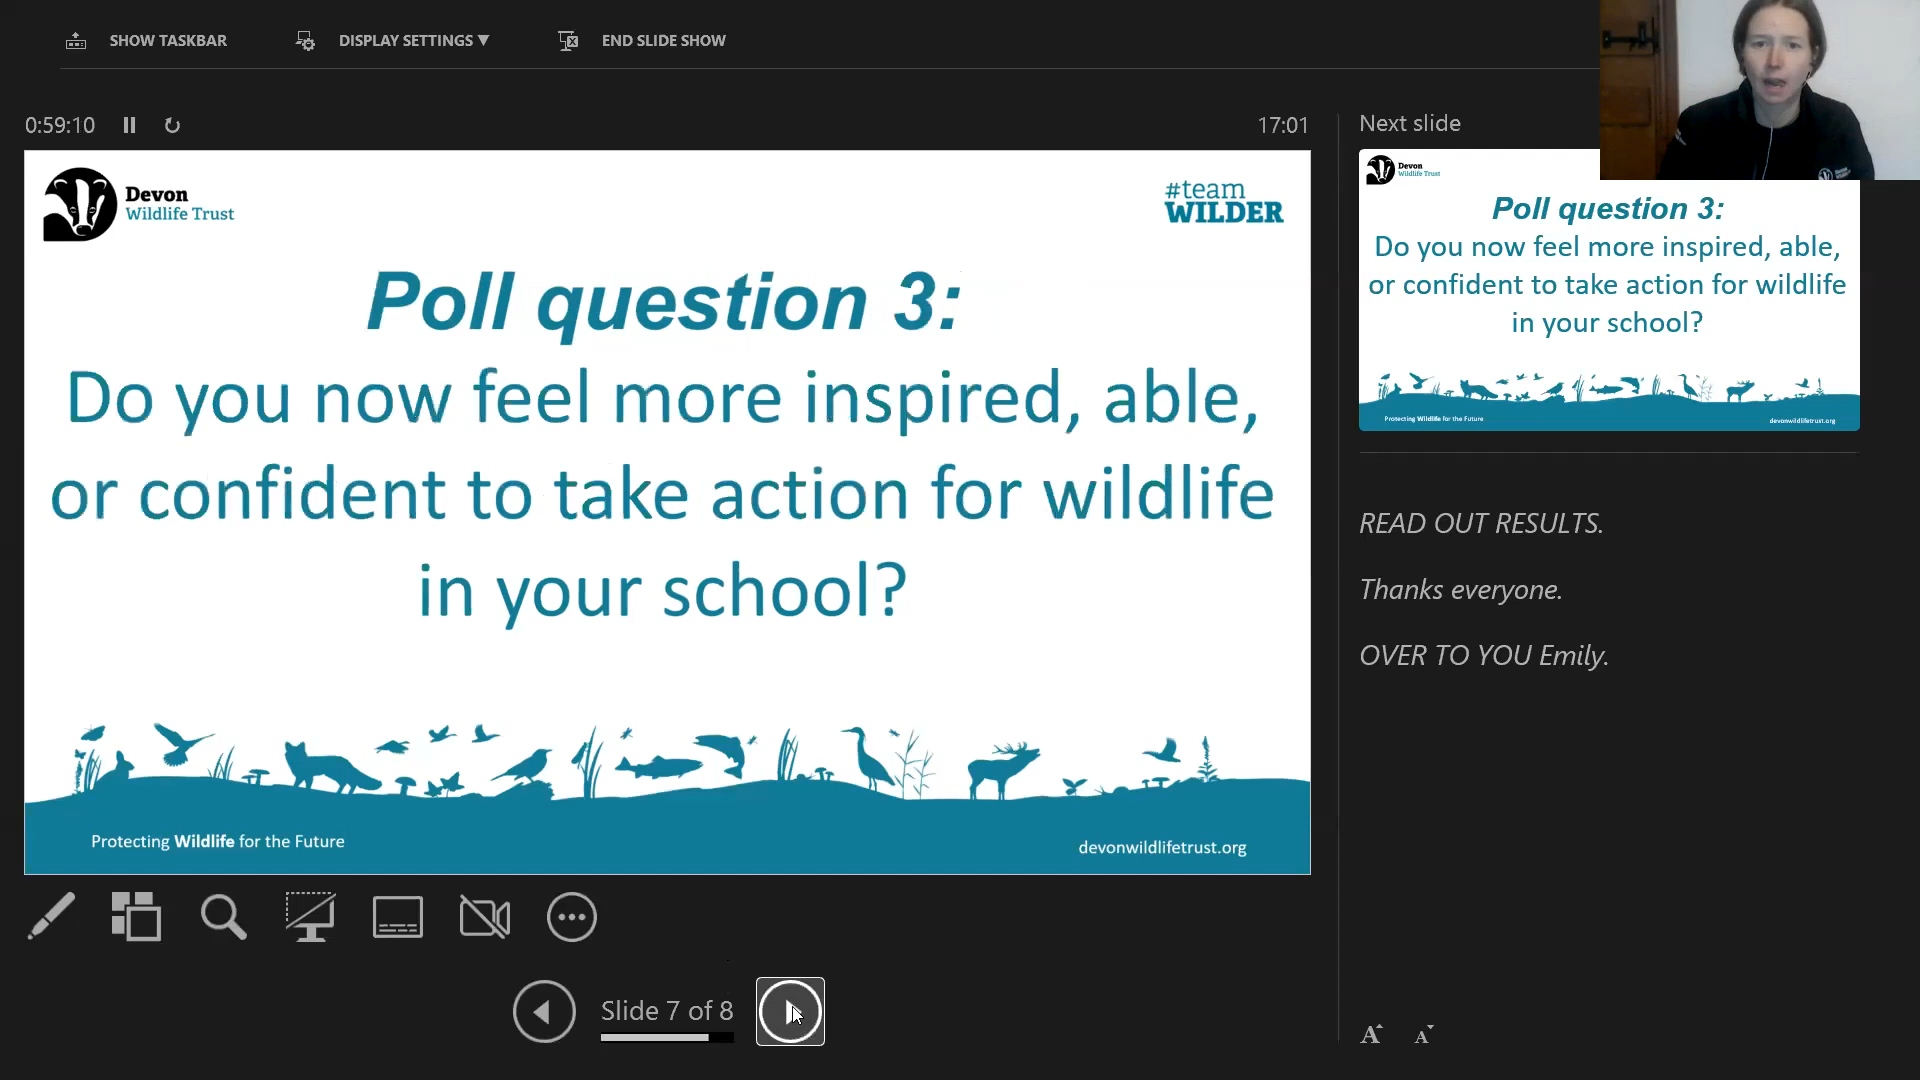 SHOW TASKBAR
DISPLAY SETTINGS ▼
END SLIDE SHOW
0:59:10
17:01
Devon
Wildlife Trust
#team
WILDER
Poll question 3:
Do you now feel more inspired, able,
or confident to take action for wildlife
in your school?
Protecting Wildlife for the Future
devonwildlifetrust.org
Slide 7 of 8
Next slide
Devon
Wildlife Trust
Poll question 3:
Do you now feel more inspired, able,
or confident to take action for wildlife
in your school?
Protecting Wildlife for the Future
devonwildlifetrust.org
READ OUT RESULTS.
Thanks everyone.
OVER TO YOU Emily.
A A